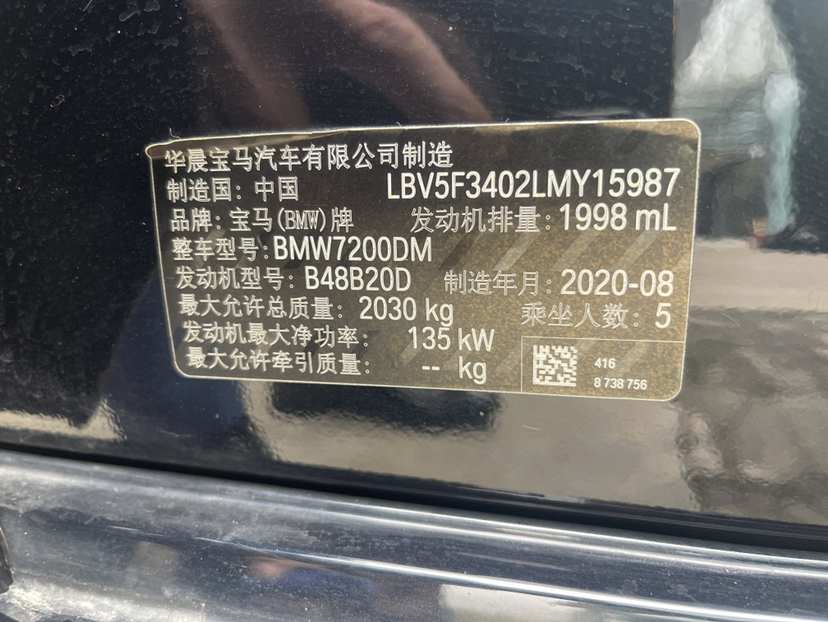 华晨宝马汽车有限公司制造
制造国: 中国 LBV5F3402LMY15987
品牌: 宝马(BMW)牌 发动机排量: 1998 mL
整车型号: BMW7200DM
发动机型号: B48B20D 制造年月: 2020-08
最大允许总质量: 2030 kg 乘坐人数: 5
发动机最大净功率: 135 kW
最大允许牵引质量: -- kg
416
8 738 756